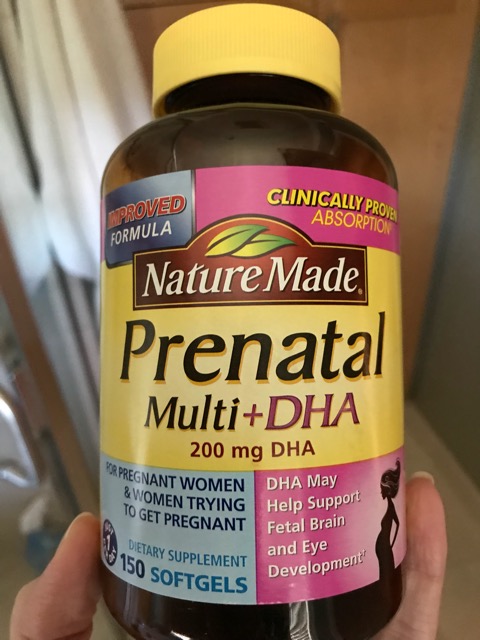 IMPROVED
FORMULA
CLINICALLY PROVEN
ABSORPTION*
Nature Made®
Prenatal
Multi+DHA
200 mg DHA
FOR PREGNANT WOMEN
& WOMEN TRYING
TO GET PREGNANT
DIETARY SUPPLEMENT
150 SOFTGELS
DHA May
Help Support
Fetal Brain
and Eye
Development†